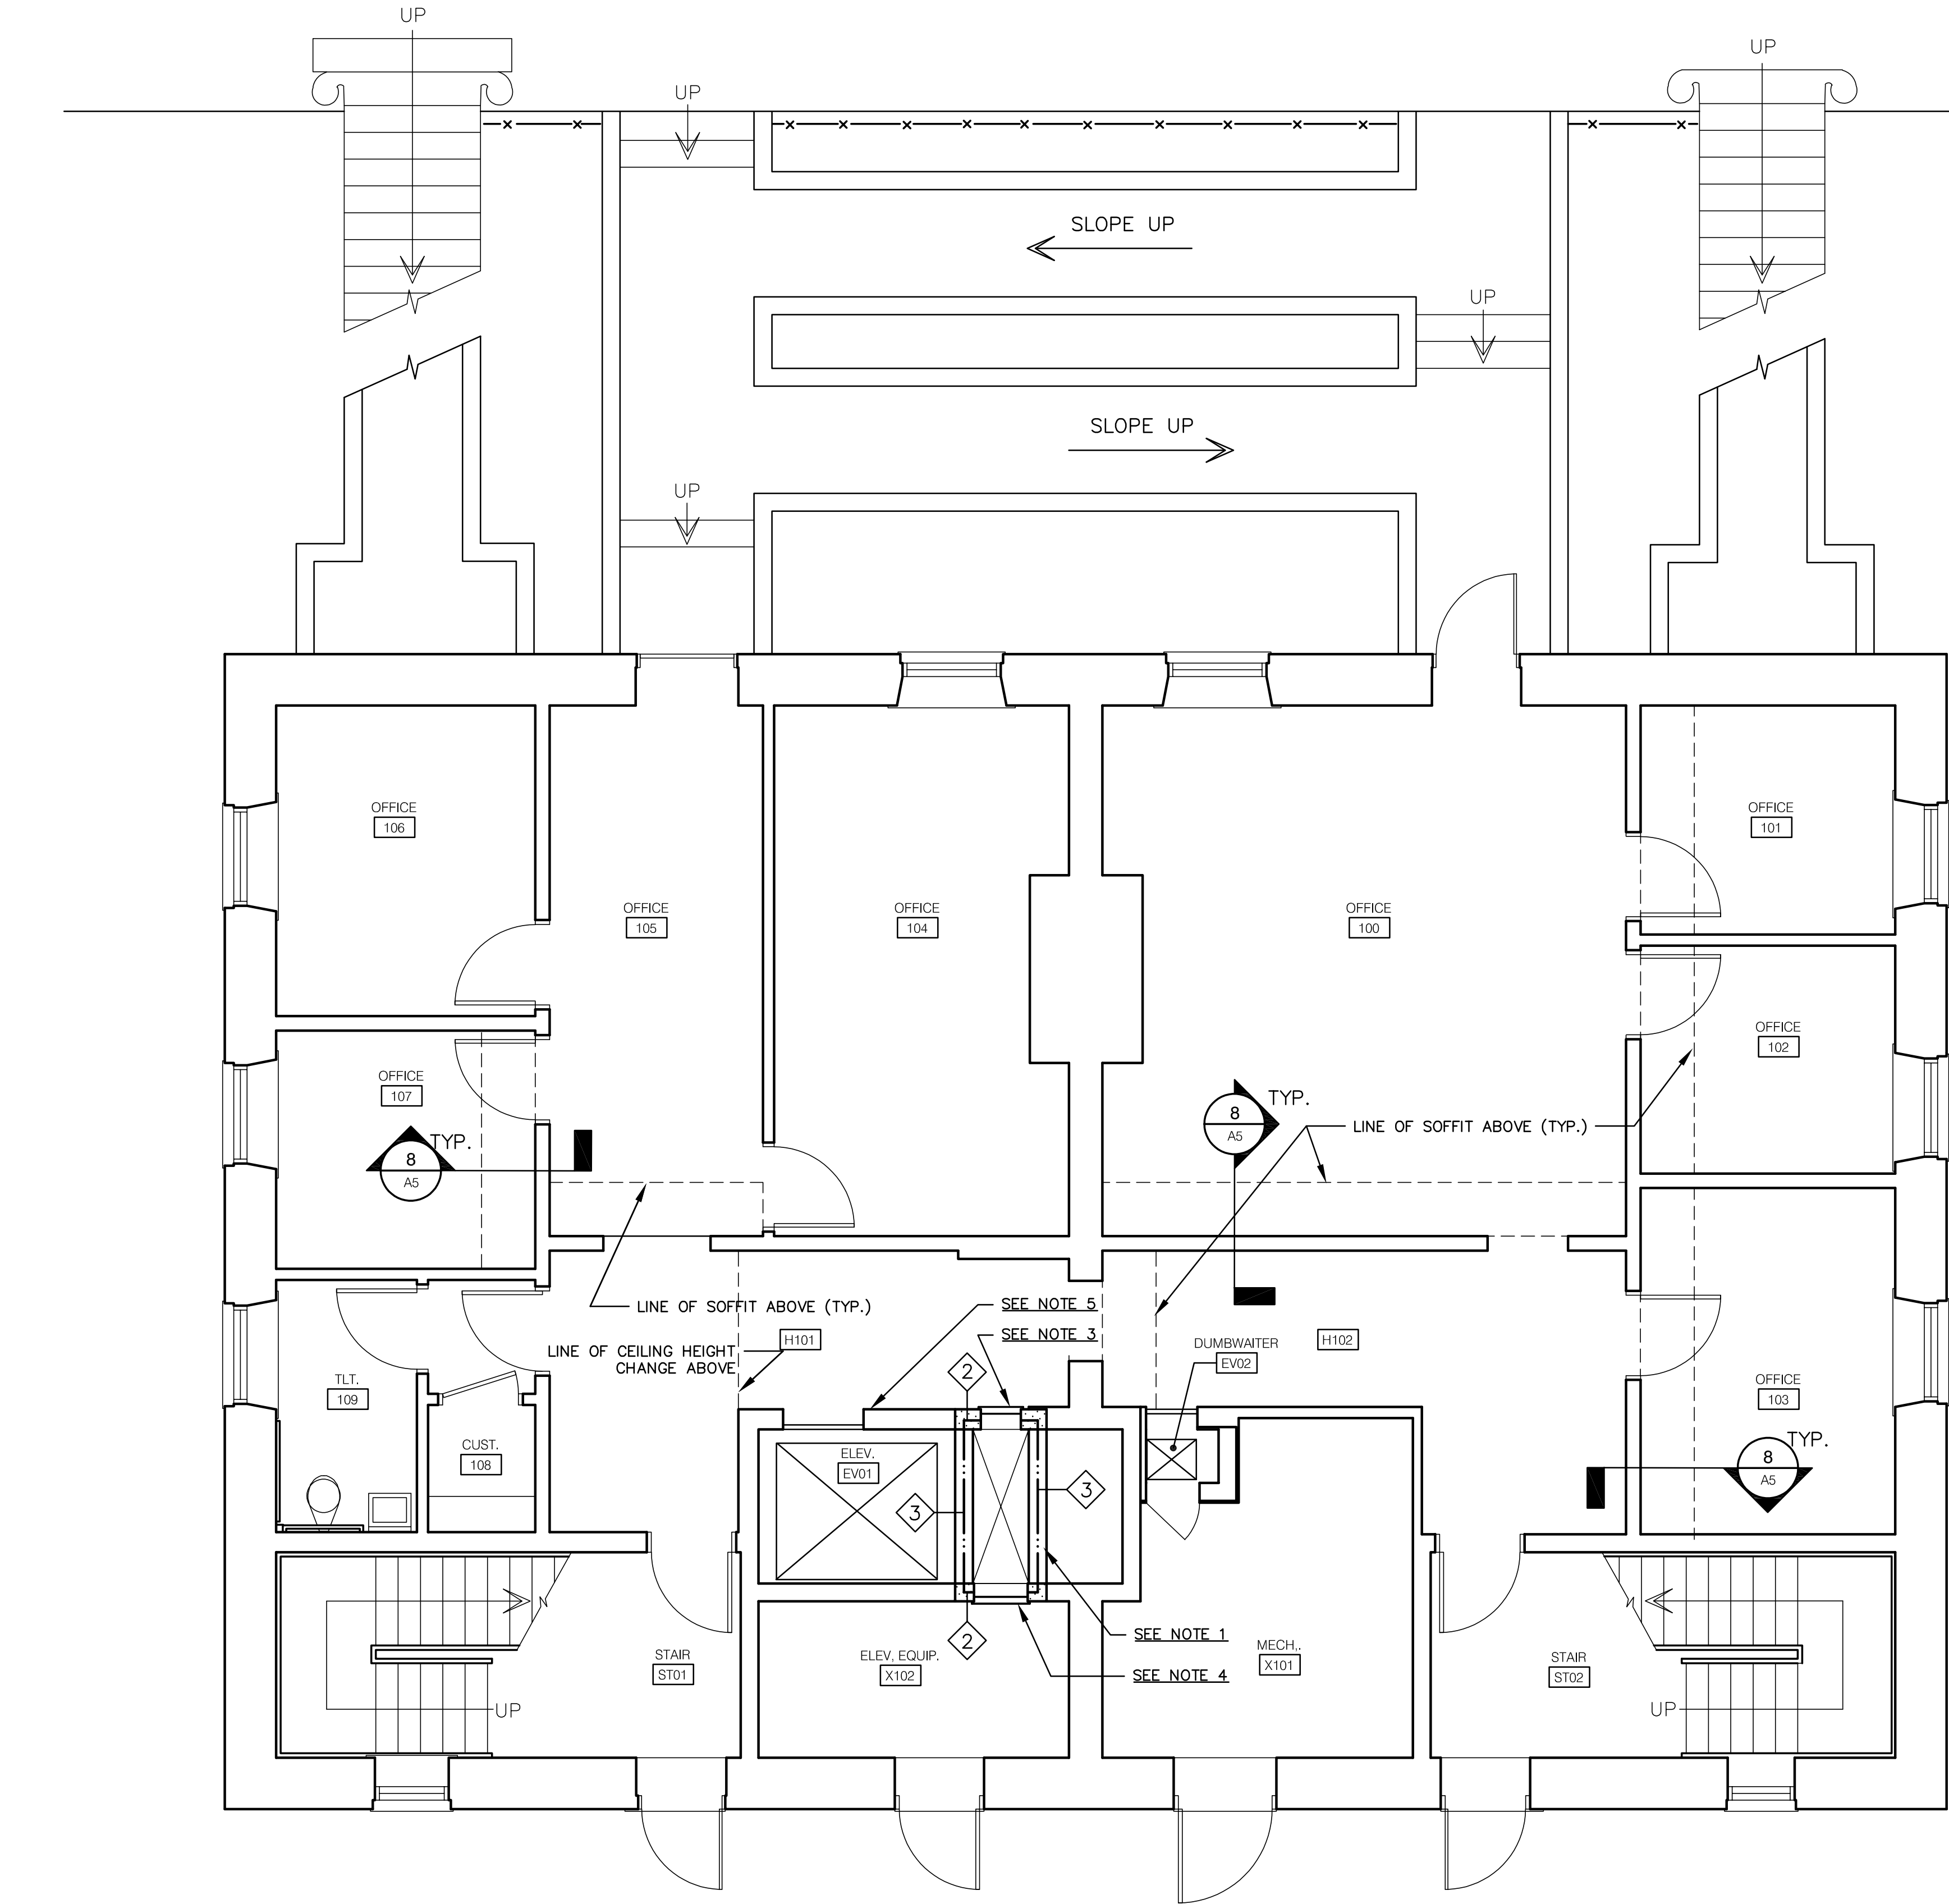 UP
UP
UP
SLOPE UP
UP
SLOPE UP
UP
OFFICE
106
OFFICE
101
OFFICE
105
OFFICE
104
OFFICE
100
OFFICE
102
OFFICE
107
TYP.
8
A5
TYP.
8
A5
LINE OF SOFFIT ABOVE (TYP.)
LINE OF SOFFIT ABOVE (TYP.)
SEE NOTE 5
SEE NOTE 3
H101
LINE OF CEILING HEIGHT
CHANGE ABOVE
DUMBWAITER
EV02
H102
2
TLT.
109
OFFICE
103
CUST.
108
ELEV.
EV01
TYP.
8
A5
3
3
2
SEE NOTE 1
SEE NOTE 4
STAIR
ST01
ELEV, EQUIP.
X102
MECH,.
X101
STAIR
ST02
UP
UP